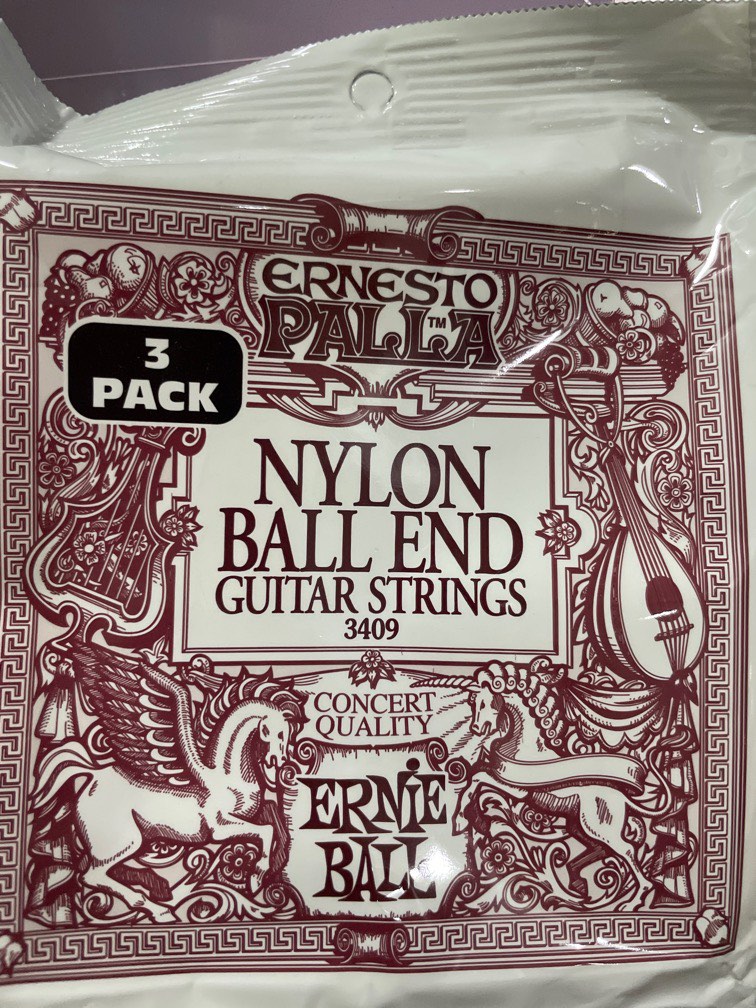 ERNESTO
PALLA™
3
PACK
NYLON
BALL END
GUITAR STRINGS
3409
CONCERT
QUALITY
ERNIE
BALL